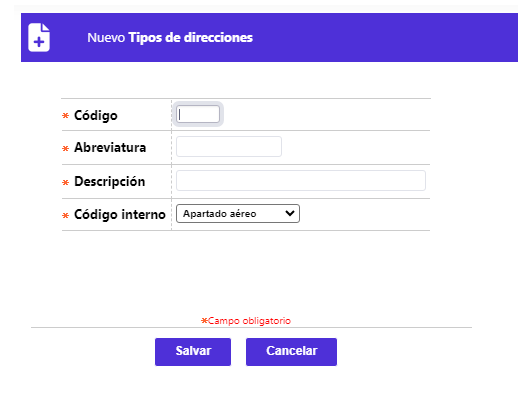 Nuevo Tipos de direcciones
* Código
* Abreviatura
* Descripción
* Código interno Apartado aéreo
*Campo obligatorio
Salvar Cancelar